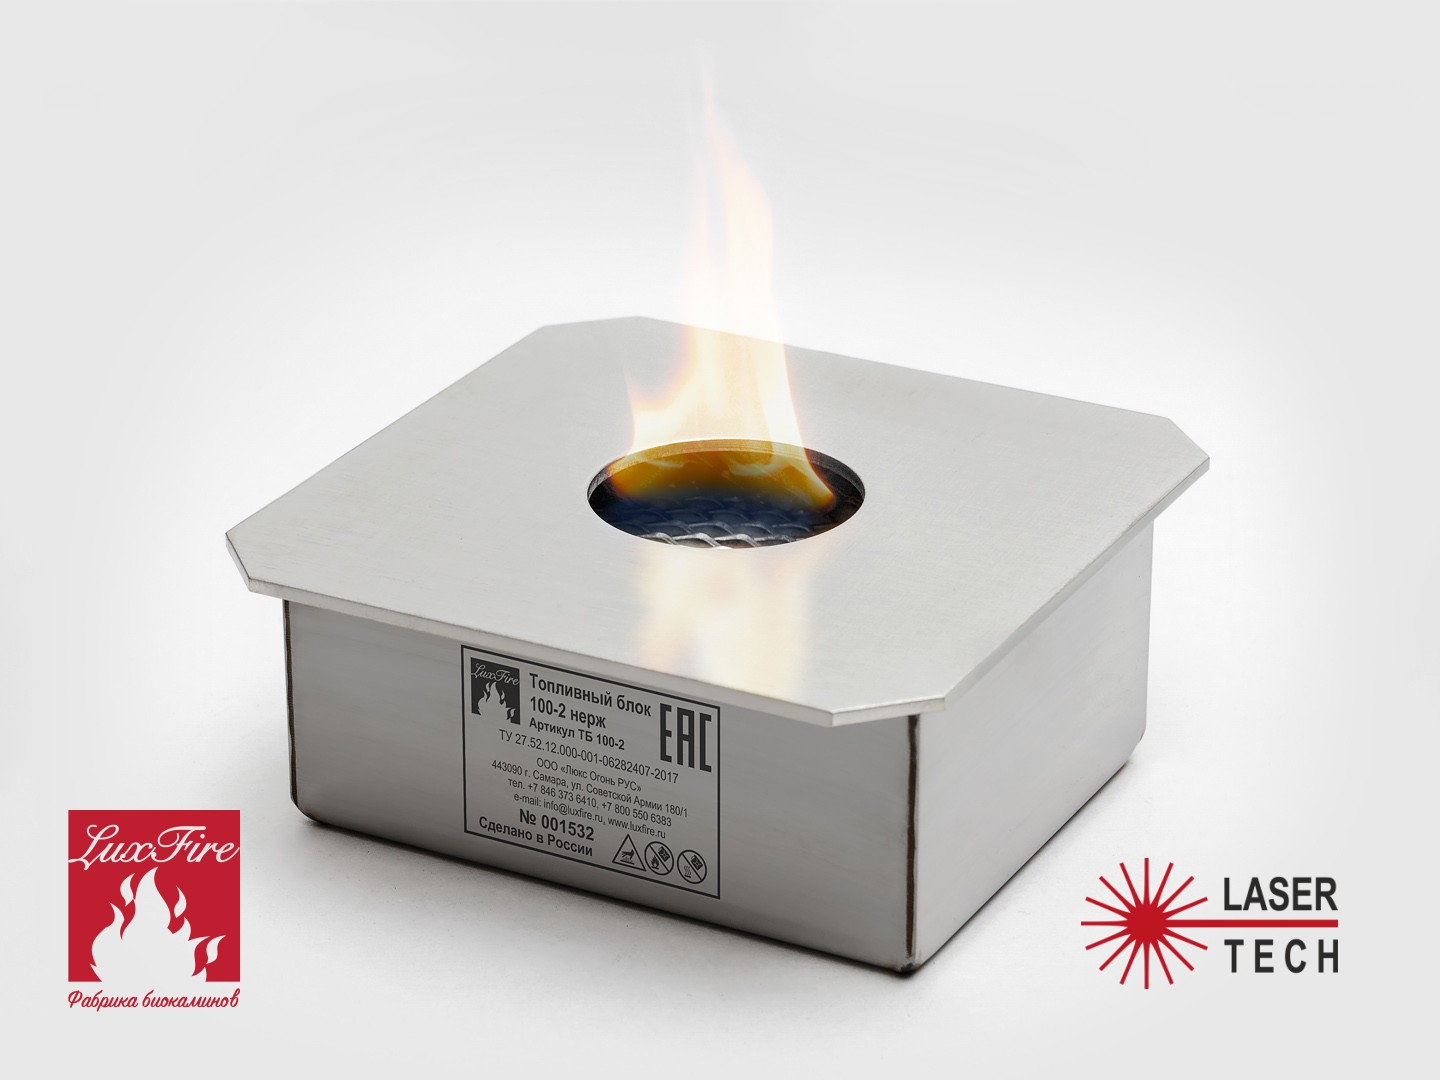 LuxFire
Топливный блок
100-2 нерж
Артикул ТБ 100-2
EAC
ТУ 27.52.12.000-001-06282407-2017
ООО «Люкс Огонь РУС»
443090 г. Самара, ул. Советской Армии 180/1
тел. +7 846 373 6410, +7 800 550 6383
e-mail: info@luxfire.ru, www.luxfire.ru
№ 001532
Сделано в России
LuxFire
Фабрика биокаминов
LASER
TECH